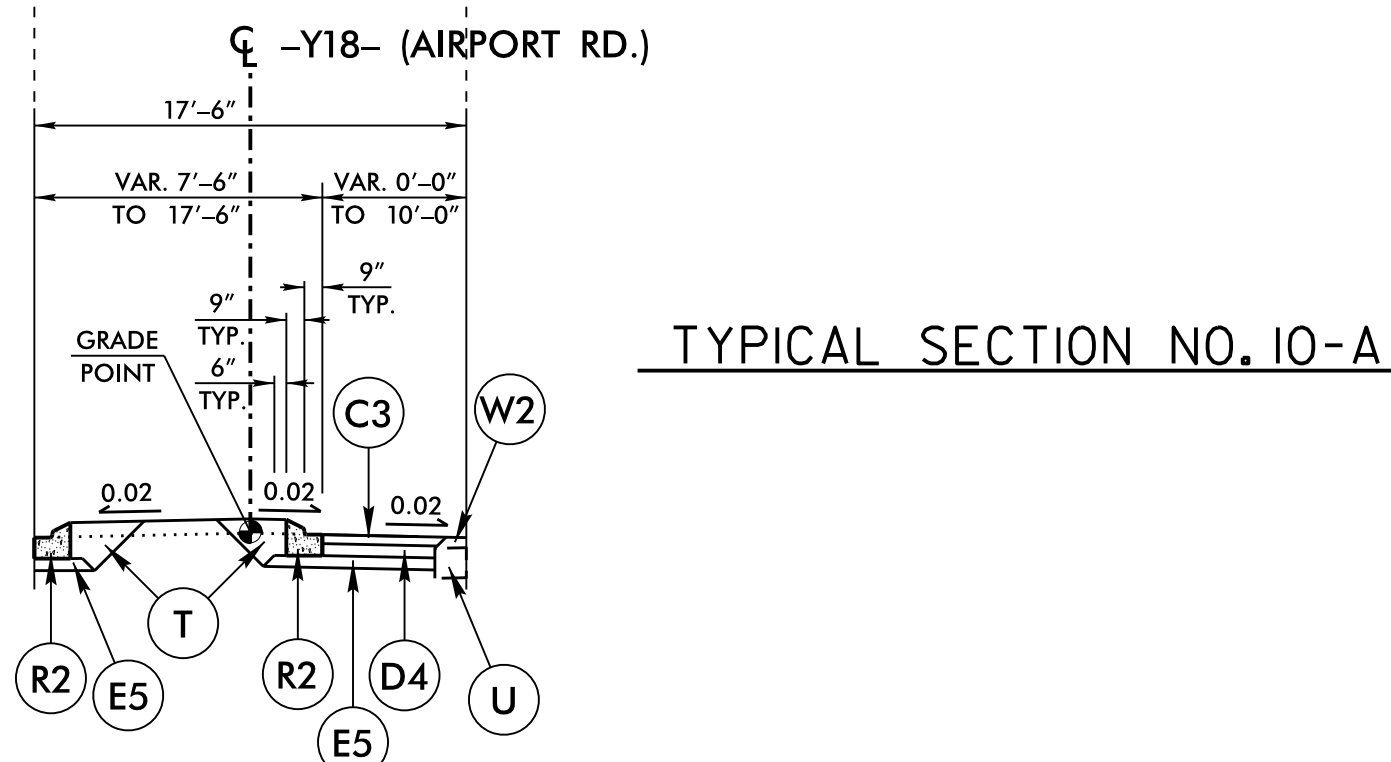 ℄ –Y18– (AIRPORT RD.)
17'–6"
VAR. 7'–6"
TO 17'–6"
VAR. 0'–0"
TO 10'–0"
9"
TYP.
9"
TYP.
GRADE
POINT
6"
TYP.
TYPICAL SECTION NO. 10-A
C3
W2
0.02
0.02
0.02
T
R2
E5
R2
D4
U
E5